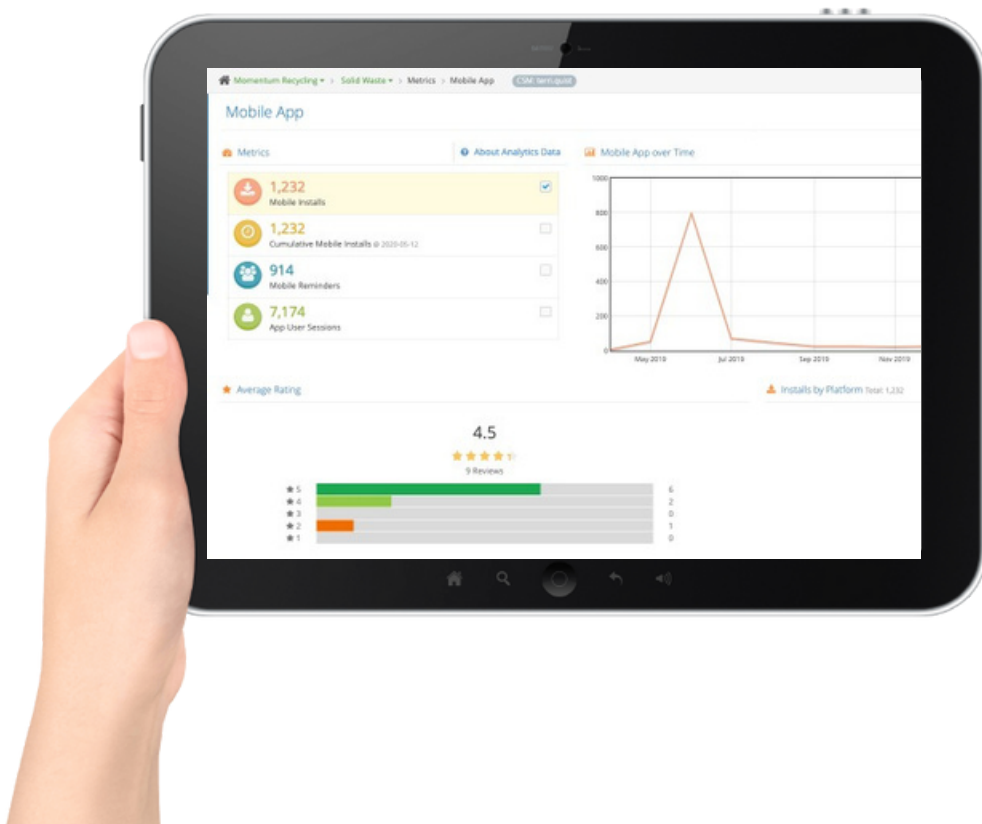 Momentum Recycling > Solid Waste > Metrics > Mobile App CSM: terri.quist
Mobile App
Metrics
About Analytics Data
1,232
Mobile Installs
1,232
Cumulative Mobile Installs @ 2020-05-12
914
Mobile Reminders
7,174
App User Sessions
Mobile App over Time
1000
800
600
400
200
0
May 2019 Jul 2019 Sep 2019 Nov 2019
Average Rating
4.5
9 Reviews
5 6
4 2
3 0
2 1
1 0
Installs by Platform Total: 1,232